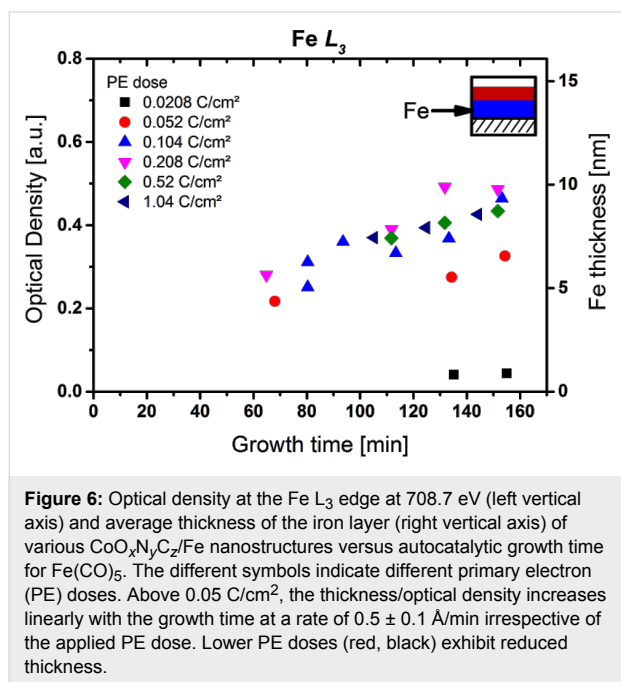 Fe L₃
PE dose
0.0208 C/cm²
0.052 C/cm²
0.104 C/cm²
0.208 C/cm²
0.52 C/cm²
1.04 C/cm²
Fe
Optical Density [a.u.]
0.8
0.6
0.4
0.2
0.0
Fe thickness [nm]
15
10
5
0
0 20 40 60 80 100 120 140 160
Growth time [min]
Figure 6: Optical density at the Fe L₃ edge at 708.7 eV (left vertical
axis) and average thickness of the iron layer (right vertical axis) of
various CoOₓNᵧC_z/Fe nanostructures versus autocatalytic growth time
for Fe(CO)₅. The different symbols indicate different primary electron
(PE) doses. Above 0.05 C/cm², the thickness/optical density increases
linearly with the growth time at a rate of 0.5 ± 0.1 Å/min irrespective of
the applied PE dose. Lower PE doses (red, black) exhibit reduced
thickness.